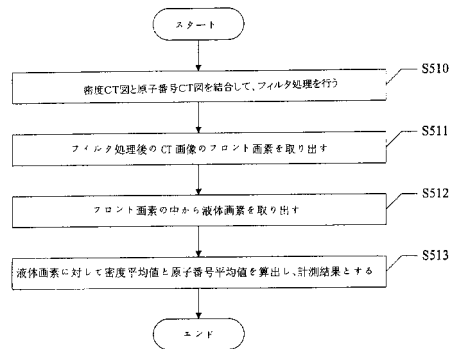 スタート
S510
密度CT図と原子番号CT図を結合して、フィルタ処理を行う
S511
フィルタ処理後のCT画像のフロント画素を取り出す
S512
フロント画素の中から液体画素を取り出す
S513
液体画素に対して密度平均値と原子番号平均値を算出し、計測結果とする
エンド